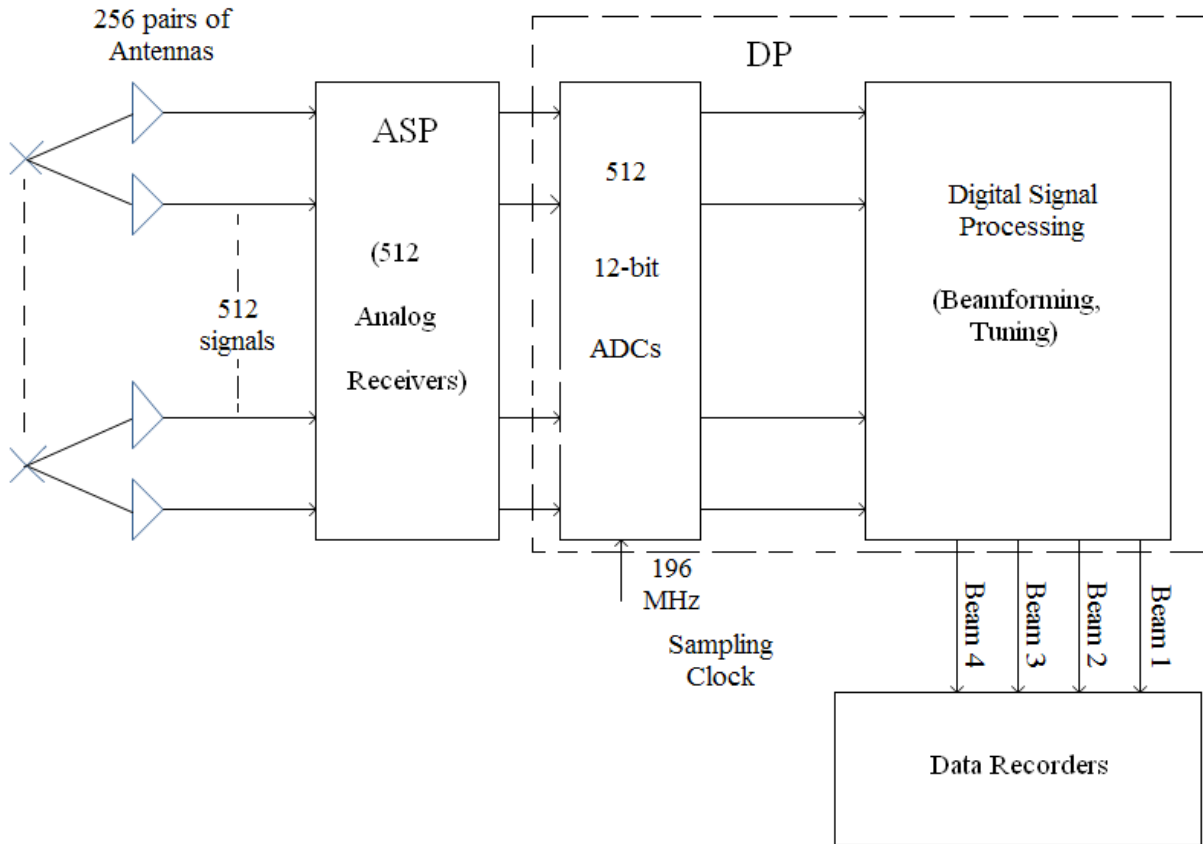 256 pairs of
Antennas
512
signals
ASP
(512
Analog
Receivers)
DP
512
12-bit
ADCs
Digital Signal
Processing
(Beamforming,
Tuning)
196
MHz
Sampling
Clock
Beam 4
Beam 3
Beam 2
Beam 1
Data Recorders